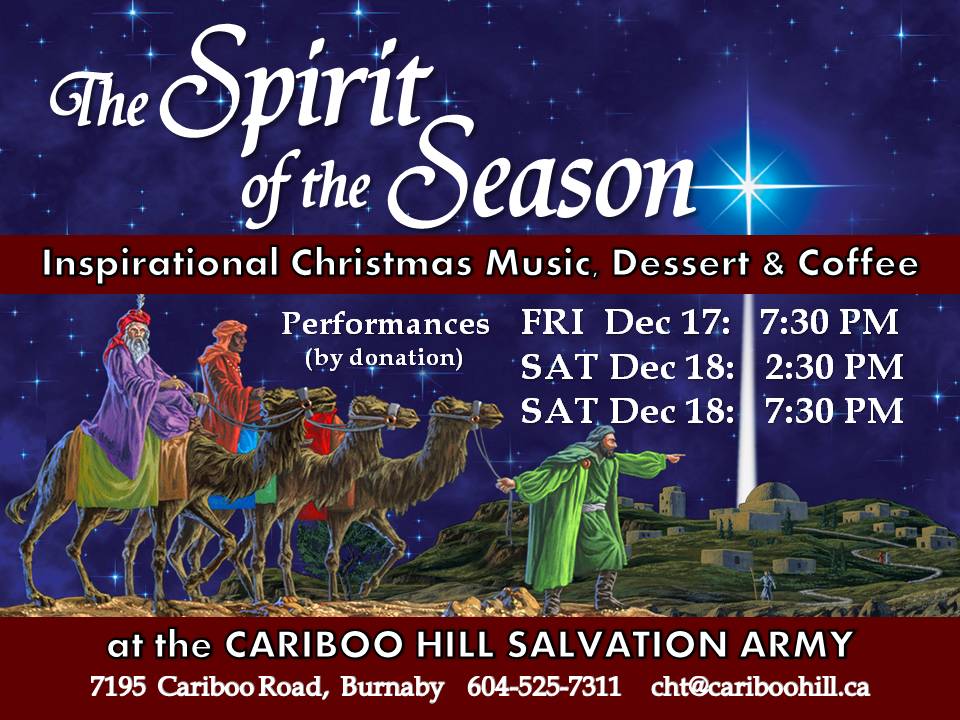 The Spirit
of the Season
Inspirational Christmas Music, Dessert & Coffee
Performances
(by donation)
FRI Dec 17: 7:30 PM
SAT Dec 18: 2:30 PM
SAT Dec 18: 7:30 PM
at the CARIBOO HILL SALVATION ARMY
7195 Cariboo Road, Burnaby 604-525-7311 cht@cariboohill.ca